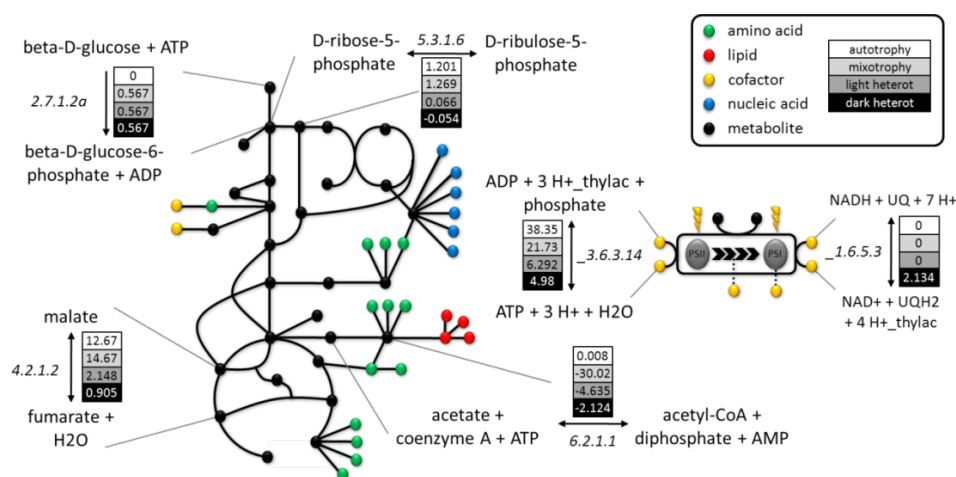 beta-D-glucose + ATP
2.7.1.2a
0
0.567
0.567
0.567
beta-D-glucose-6-
phosphate + ADP
D-ribose-5-
phosphate
5.3.1.6
1.201
1.269
0.066
-0.054
D-ribulose-5-
phosphate
amino acid
lipid
cofactor
nucleic acid
metabolite
autotrophy
mixotrophy
light heterot
dark heterot
ADP + 3 H+_thylac +
phosphate
38.35
21.73
6.292
4.98
_3.6.3.14
ATP + 3 H+ + H2O
PSII
PSI
NADH + UQ + 7 H+
_1.6.5.3
0
0
0
2.134
NAD+ + UQH2
+ 4 H+_thylac
malate
4.2.1.2
12.67
14.67
2.148
0.905
fumarate +
H2O
acetate +
coenzyme A + ATP
0.008
-30.02
-4.635
-2.124
6.2.1.1
acetyl-CoA +
diphosphate + AMP